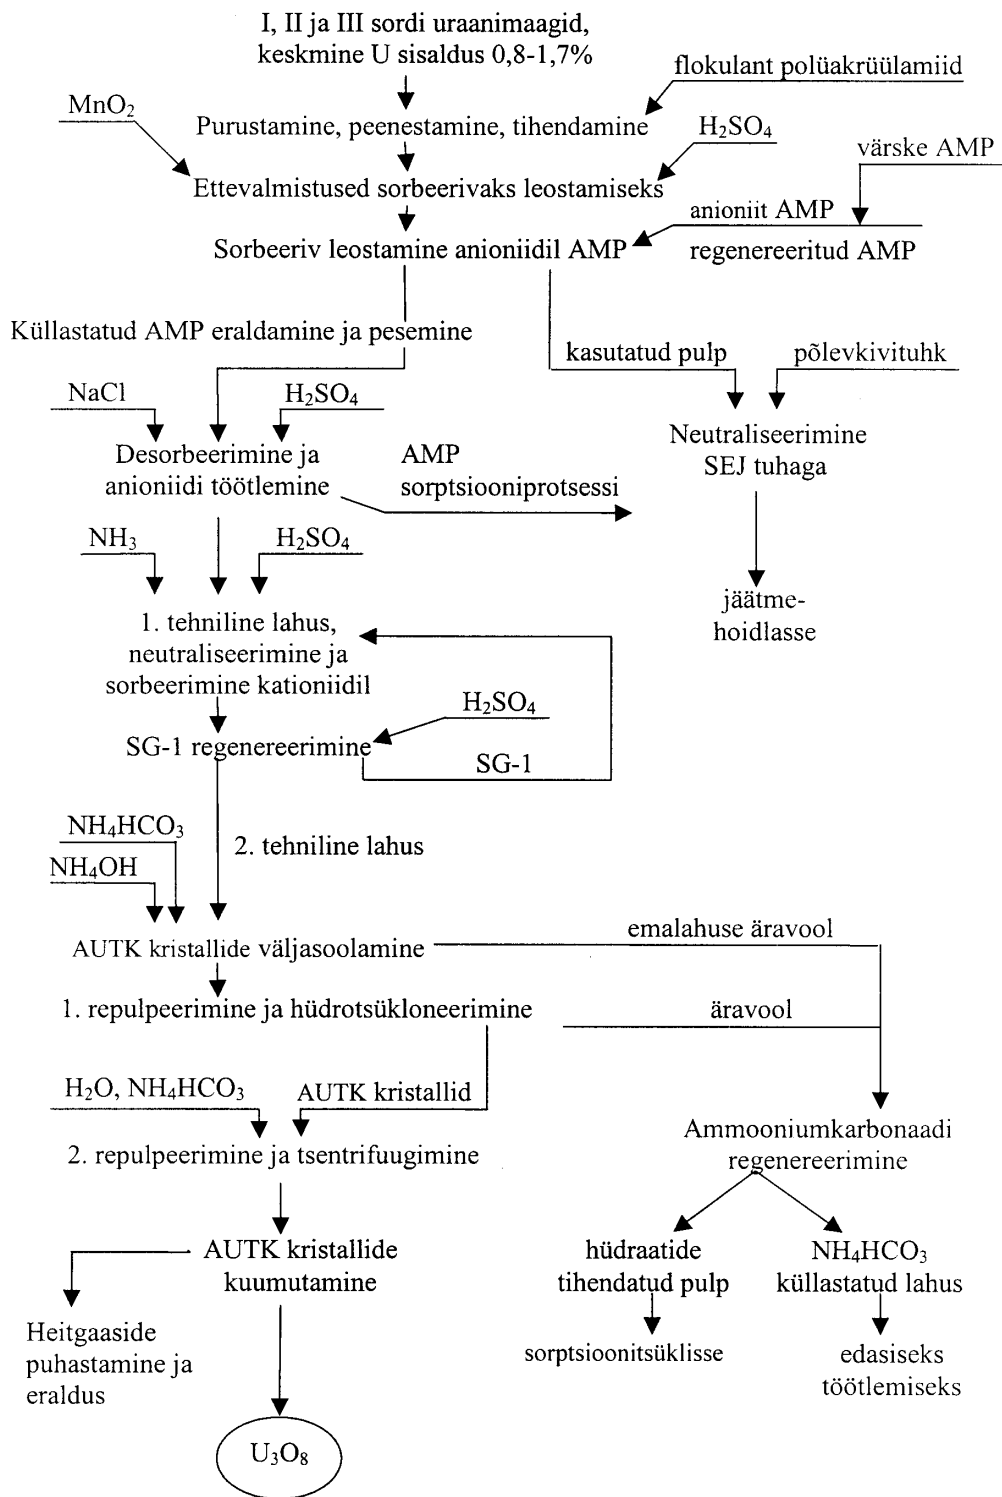 I, II ja III sordi uraanimaagid,
keskmine U sisaldus 0,8-1,7%
flokulant polüakrüülamiid
MnO₂
Purustamine, peenestamine, tihendamine
H₂SO₄
värske AMP
Ettevalmistused sorbeerivaks leostamiseks
anioniit AMP
Sorbeeriv leostamine anioniidil AMP
regenereeritud AMP
Küllastatud AMP eraldamine ja pesemine
kasutatud pulp
põlevkivituhk
NaCl
H₂SO₄
Neutraliseerimine
SEJ tuhaga
Desorbeerimine ja
anioniidi töötlemine
AMP
sorptsiooniprotsessi
NH₃
H₂SO₄
jäätme-
hoidlasse
1. tehniline lahus,
neutraliseerimine ja
sorbeerimine kationiidil
H₂SO₄
SG-1 regenereerimine
SG-1
NH₄HCO₃
2. tehniline lahus
NH₄OH
emalahuse äravool
AUTK kristallide väljasoolamine
1. repulpeerimine ja hüdrotsükloneerimine
äravool
H₂O, NH₄HCO₃
AUTK kristallid
Ammooniumkarbonaadi
regenereerimine
2. repulpeerimine ja tsentrifuugimine
AUTK kristallide
kuumutamine
hüdraatide
tihendatud pulp
NH₄HCO₃
küllastatud lahus
Heitgaaside
puhastamine ja
eraldus
sorptsioonitsüklisse
edasiseks
töötlemiseks
U₃O₈